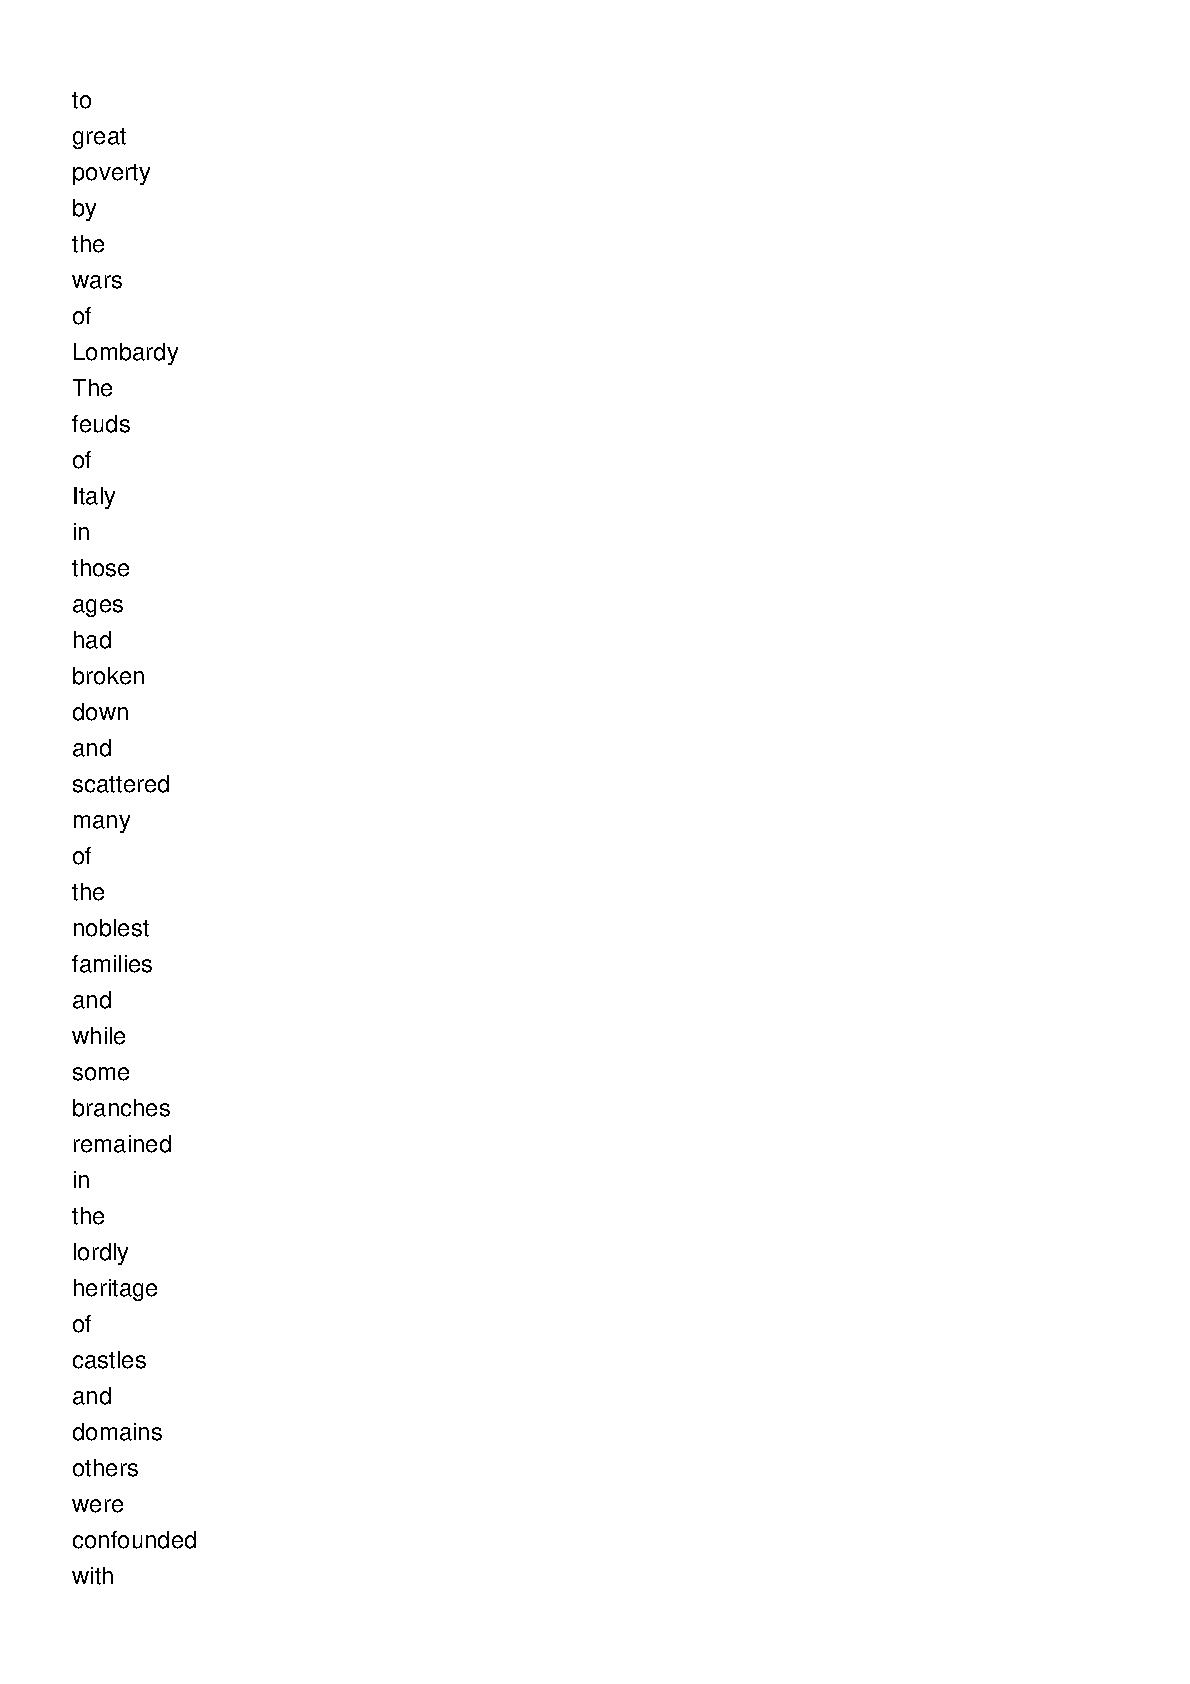 to
great
poverty
by
the
wars
of
Lombardy
The
feuds
of
Italy
in
those
ages
had
broken
down
and
scattered
many
of
the
noblest
families
and
while
some
branches
remained
in
the
lordly
heritage
of
castles
and
domains
others
were
confounded
with